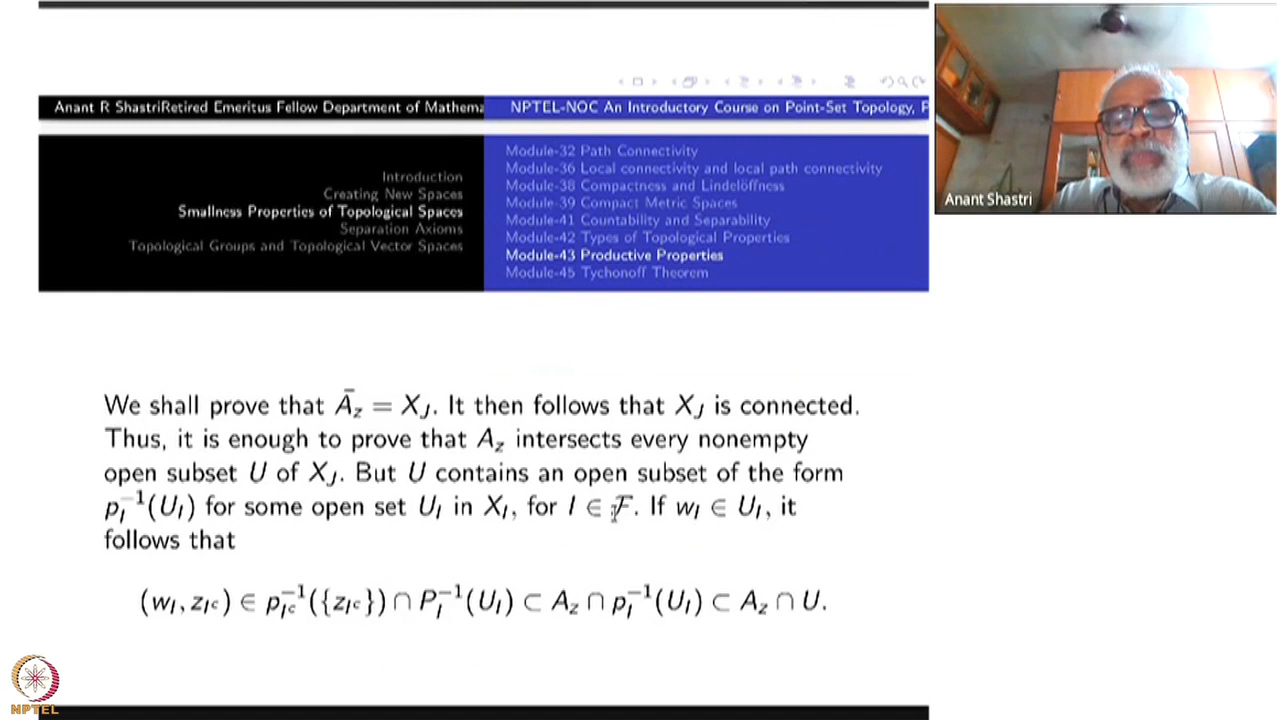 Anant R ShastriRetired Emeritus Fellow Department of Mathema
NPTEL-NOC An Introductory Course on Point-Set Topology, P
Introduction
Creating New Spaces
Smallness Properties of Topological Spaces
Separation Axioms
Topological Groups and Topological Vector Spaces
Module-32 Path Connectivity
Module-36 Local connectivity and local path connectivity
Module-38 Compactness and Lindelöffness
Module-39 Compact Metric Spaces
Module-41 Countability and Separability
Module-42 Types of Topological Properties
Module-43 Productive Properties
Module-45 Tychonoff Theorem
Anant Shastri
We shall prove that Ā_z = X_J. It then follows that X_J is connected.
Thus, it is enough to prove that A_z intersects every nonempty
open subset U of X_J. But U contains an open subset of the form
p_I^{-1}(U_I) for some open set U_I in X_I, for I ∈ ℱ. If w_I ∈ U_I, it
follows that
(w_I, z_{I^c}) ∈ p_{I^c}^{-1}({z_{I^c}}) ∩ P_I^{-1}(U_I) ⊂ A_z ∩ p_I^{-1}(U_I) ⊂ A_z ∩ U.
NPTEL